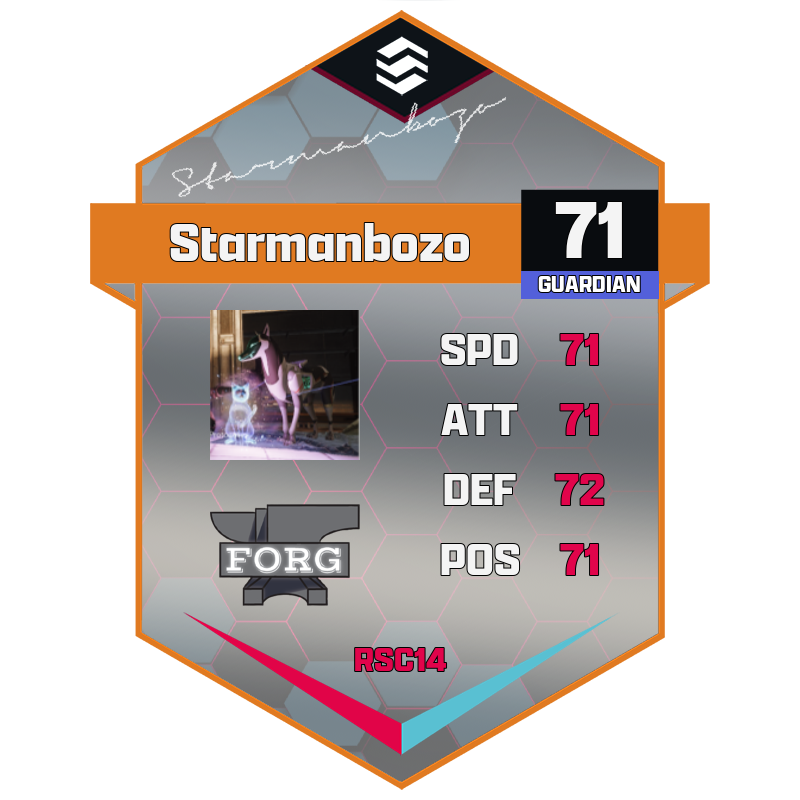 Starmanbozo
Starmanbozo
71
GUARDIAN
SPD 71
ATT 71
DEF 72
POS 71
FORG
RSC14